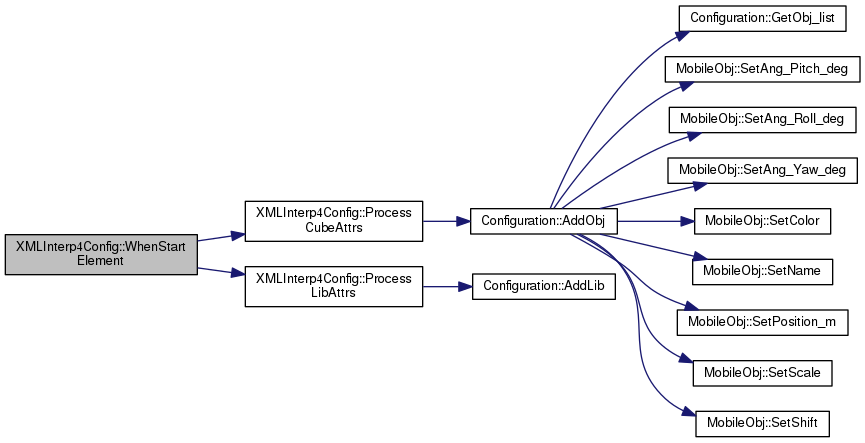 XMLInterp4Config::WhenStart
Element
XMLInterp4Config::Process
CubeAttrs
XMLInterp4Config::Process
LibAttrs
Configuration::AddObj
Configuration::AddLib
Configuration::GetObj_list
MobileObj::SetAng_Pitch_deg
MobileObj::SetAng_Roll_deg
MobileObj::SetAng_Yaw_deg
MobileObj::SetColor
MobileObj::SetName
MobileObj::SetPosition_m
MobileObj::SetScale
MobileObj::SetShift